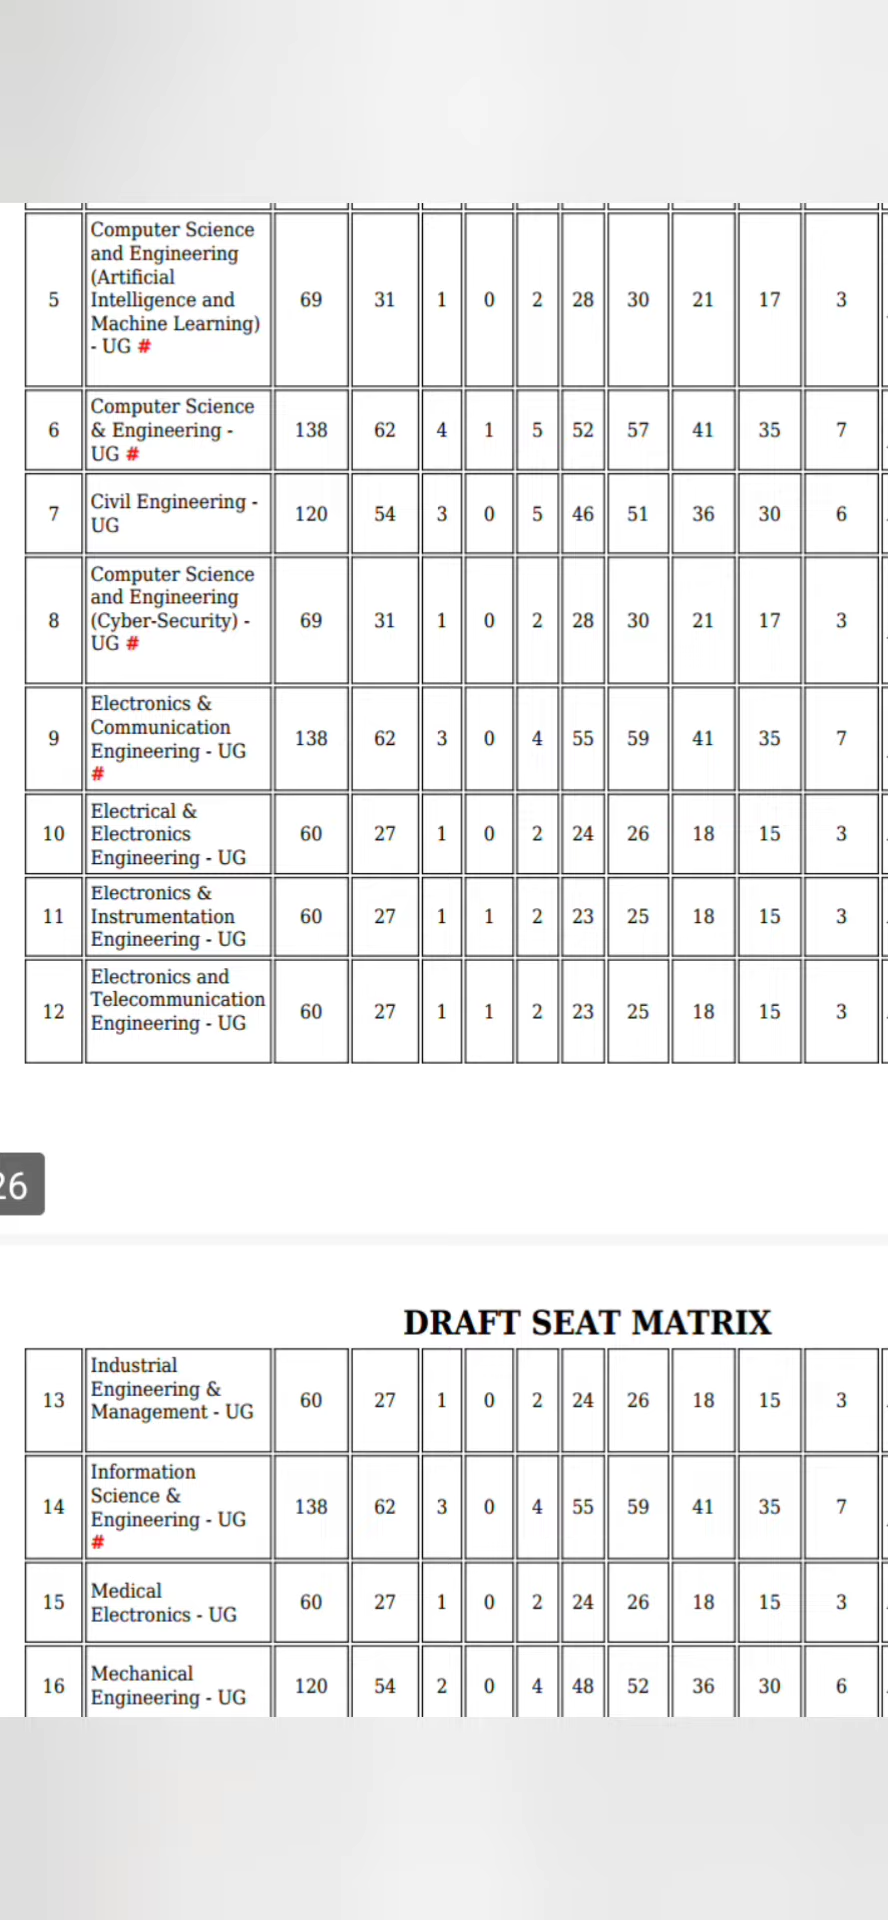 Computer Science
and Engineering
(Artificial
5 Intelligence and 69 31 1 0 2 28 30 21 17 3
Machine Learning)
- UG #
Computer Science
6 & Engineering - 138 62 4 1 5 52 57 41 35 7
UG #
7 Civil Engineering - 120 54 3 0 5 46 51 36 30 6
UG
Computer Science
and Engineering
8 (Cyber-Security) - 69 31 1 0 2 28 30 21 17 3
UG #
Electronics &
Communication
9 Engineering - UG 138 62 3 0 4 55 59 41 35 7
#
Electrical &
10 Electronics 60 27 1 0 2 24 26 18 15 3
Engineering - UG
Electronics &
11 Instrumentation 60 27 1 1 2 23 25 18 15 3
Engineering - UG
Electronics and
Telecommunication
12 Engineering - UG 60 27 1 1 2 23 25 18 15 3
26
DRAFT SEAT MATRIX
Industrial
Engineering &
13 Management - UG 60 27 1 0 2 24 26 18 15 3
Information
Science &
14 Engineering - UG 138 62 3 0 4 55 59 41 35 7
#
15 Medical 60 27 1 0 2 24 26 18 15 3
Electronics - UG
16 Mechanical 120 54 2 0 4 48 52 36 30 6
Engineering - UG